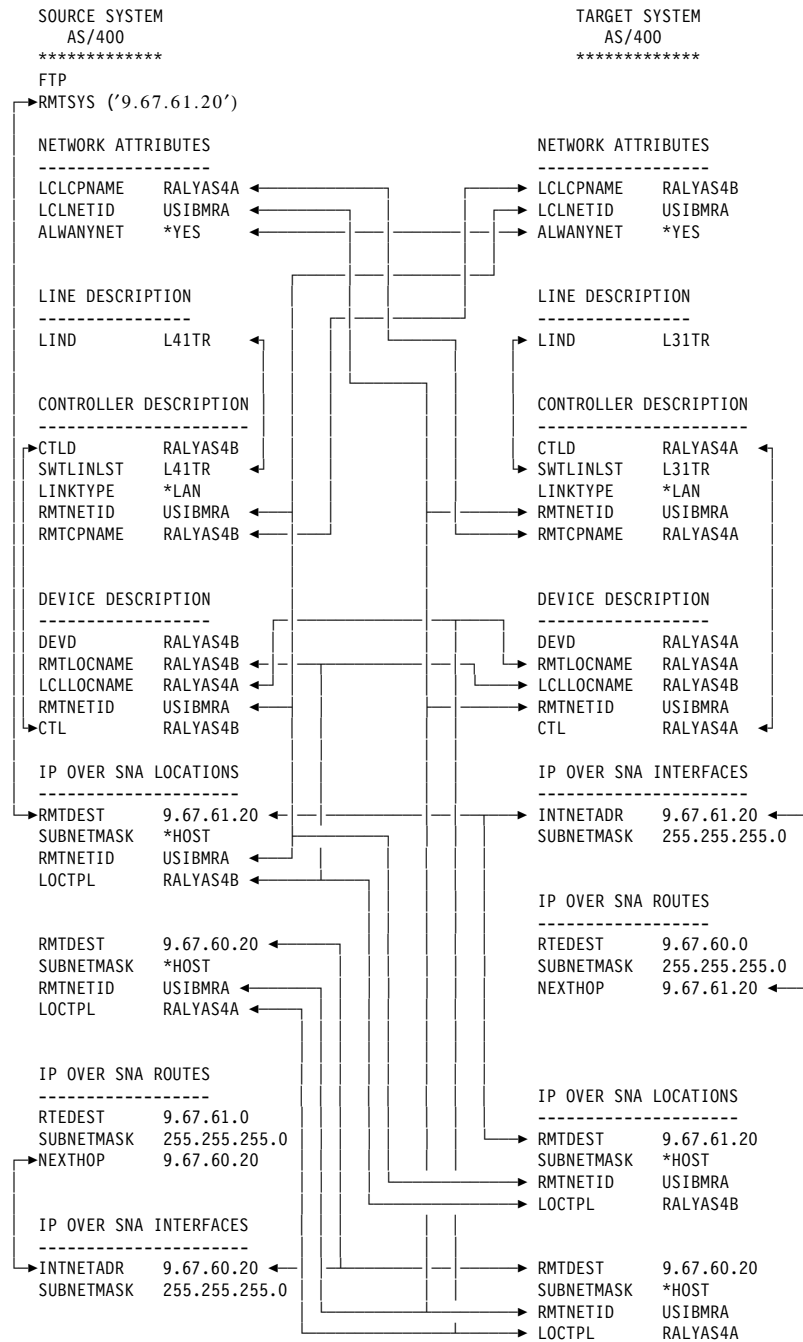 SOURCE SYSTEM
AS/400
*************
FTP
RMTSYS ('9.67.61.20')
NETWORK ATTRIBUTES
------------------
LCLCPNAME RALYAS4A
LCLNETID USIBMRA
ALWANYNET *YES
LINE DESCRIPTION
----------------
LIND L41TR
CONTROLLER DESCRIPTION
----------------------
CTLD RALYAS4B
SWTLINLST L41TR
LINKTYPE *LAN
RMTNETID USIBMRA
RMTCPNAME RALYAS4B
DEVICE DESCRIPTION
------------------
DEVD RALYAS4B
RMTLOCNAME RALYAS4B
LCLLOCNAME RALYAS4A
RMTNETID USIBMRA
CTL RALYAS4B
IP OVER SNA LOCATIONS
---------------------
RMTDEST 9.67.61.20
SUBNETMASK *HOST
RMTNETID USIBMRA
LOCTPL RALYAS4B
RMTDEST 9.67.60.20
SUBNETMASK *HOST
RMTNETID USIBMRA
LOCTPL RALYAS4A
IP OVER SNA ROUTES
------------------
RTEDEST 9.67.61.0
SUBNETMASK 255.255.255.0
NEXTHOP 9.67.60.20
IP OVER SNA INTERFACES
----------------------
INTNETADR 9.67.60.20
SUBNETMASK 255.255.255.0
TARGET SYSTEM
AS/400
*************
NETWORK ATTRIBUTES
------------------
LCLCPNAME RALYAS4B
LCLNETID USIBMRA
ALWANYNET *YES
LINE DESCRIPTION
----------------
LIND L31TR
CONTROLLER DESCRIPTION
----------------------
CTLD RALYAS4A
SWTLINLST L31TR
LINKTYPE *LAN
RMTNETID USIBMRA
RMTCPNAME RALYAS4A
DEVICE DESCRIPTION
------------------
DEVD RALYAS4A
RMTLOCNAME RALYAS4A
LCLLOCNAME RALYAS4B
RMTNETID USIBMRA
CTL RALYAS4A
IP OVER SNA INTERFACES
----------------------
INTNETADR 9.67.61.20
SUBNETMASK 255.255.255.0
IP OVER SNA ROUTES
------------------
RTEDEST 9.67.60.0
SUBNETMASK 255.255.255.0
NEXTHOP 9.67.61.20
IP OVER SNA LOCATIONS
---------------------
RMTDEST 9.67.61.20
SUBNETMASK *HOST
RMTNETID USIBMRA
LOCTPL RALYAS4B
RMTDEST 9.67.60.20
SUBNETMASK *HOST
RMTNETID USIBMRA
LOCTPL RALYAS4A